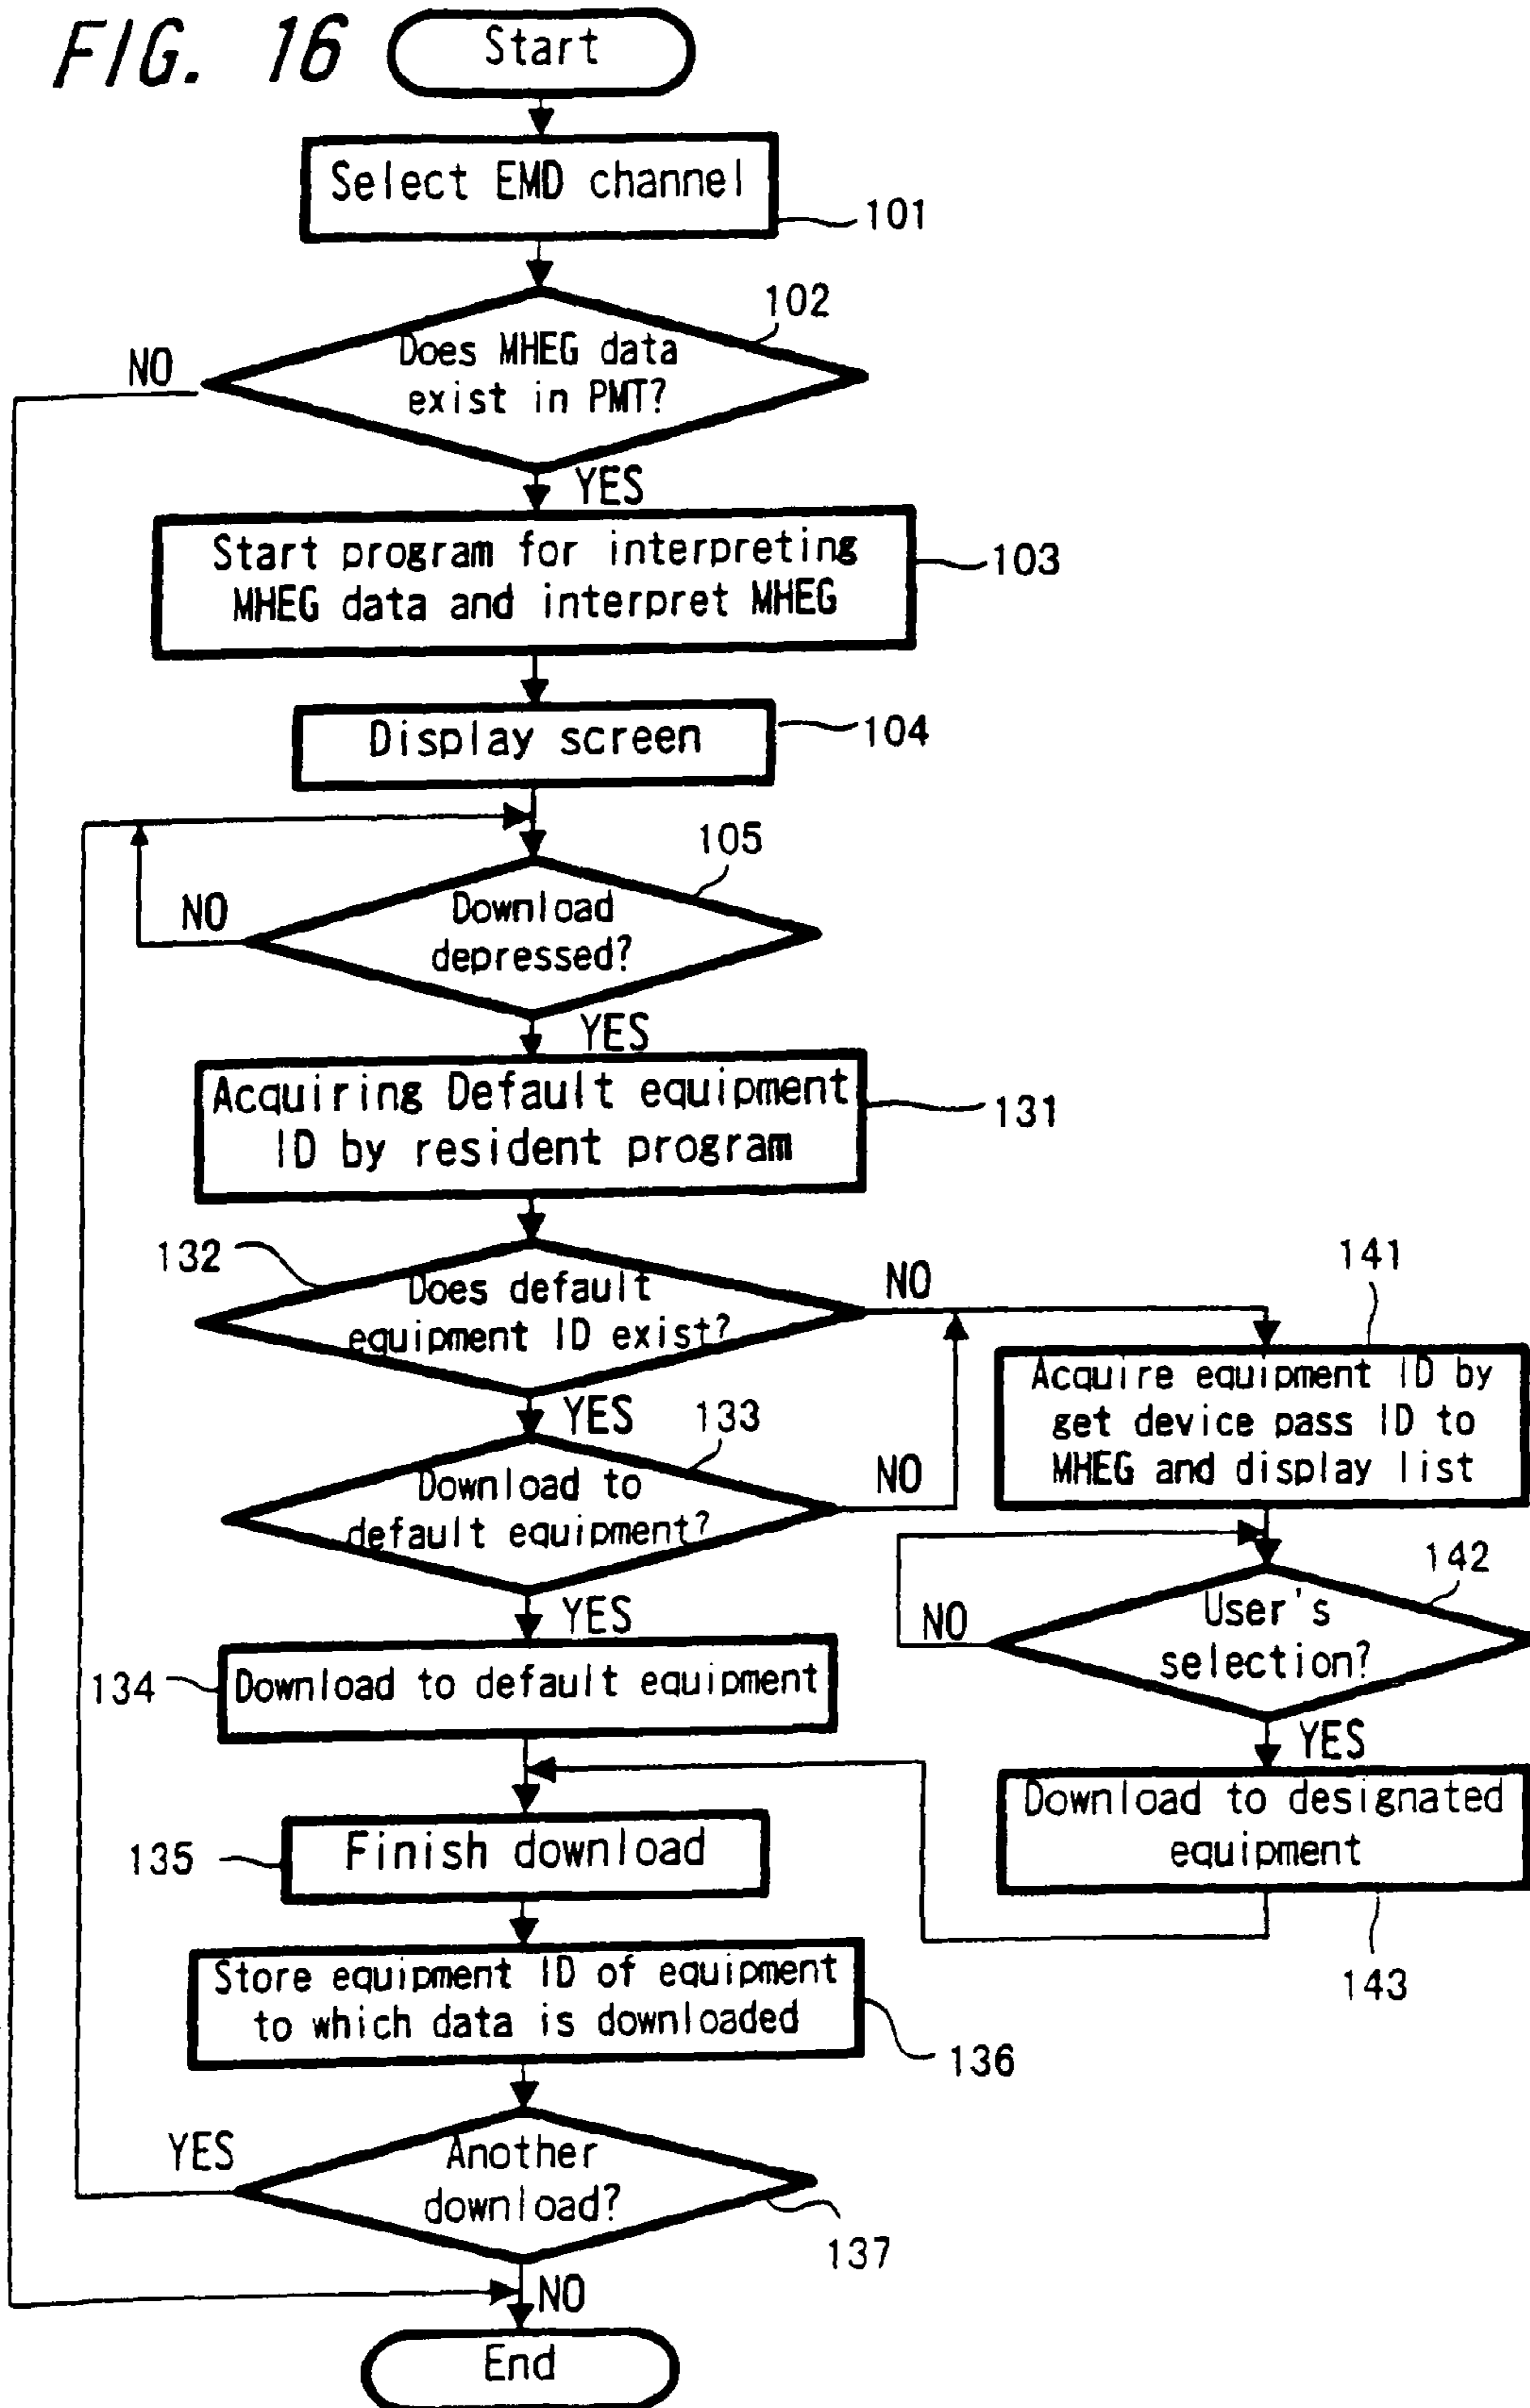 FIG. 16
Start
Select EMD channel
101
102
Does MHEG data
exist in PMT?
NO
YES
Start program for interpreting
MHEG data and interpret MHEG
103
Display screen
104
105
Download
depressed?
NO
YES
Acquiring Default equipment
ID by resident program
131
132
Does default
equipment ID exist?
NO
YES
133
Download to
default equipment?
NO
YES
134
Download to default equipment
141
Acquire equipment ID by
get device pass ID to
MHEG and display list
142
User's
selection?
NO
YES
Download to designated
equipment
143
135
Finish download
Store equipment ID of equipment
to which data is downloaded
136
YES
Another
download?
137
NO
End